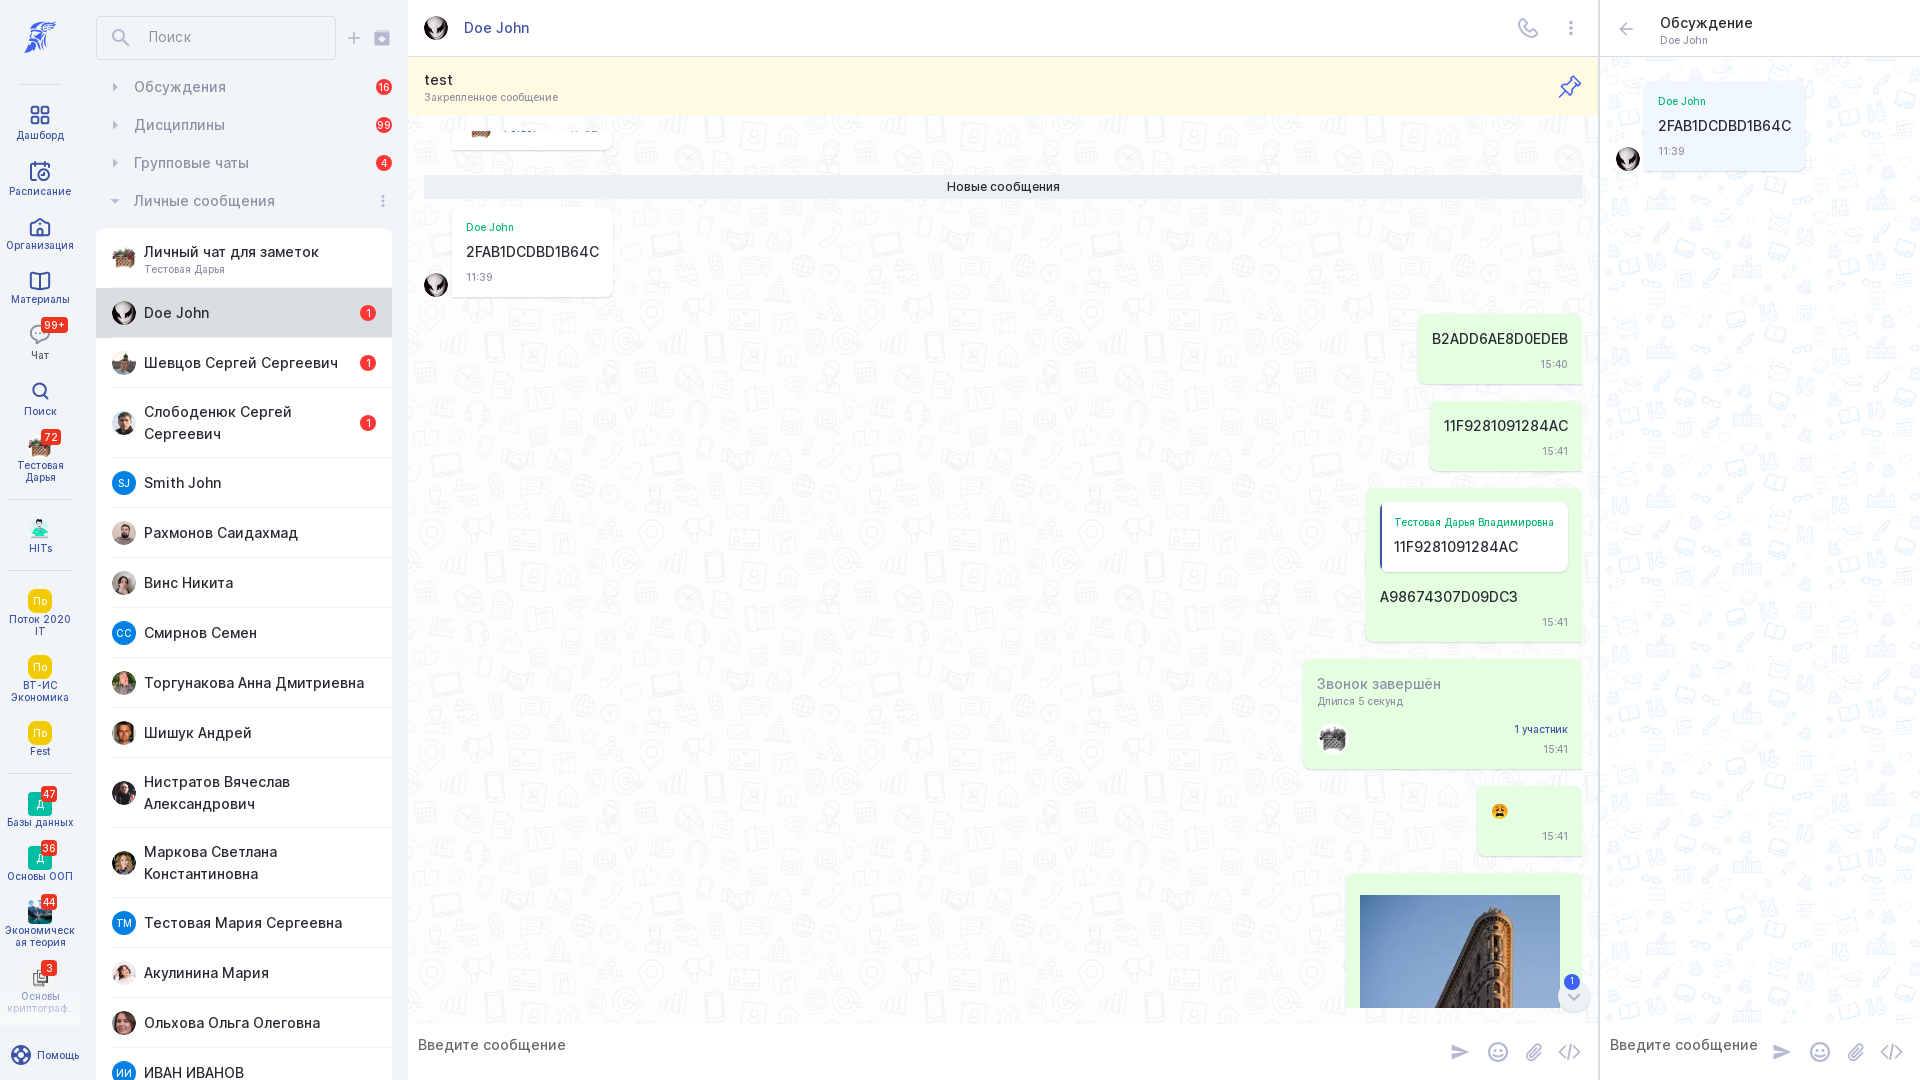 Дашборд
Расписание
Организация
Материалы
99+
Чат
Поиск
72
Тестовая
Дарья
HITs
По
Поток 2020
IT
По
ВТ-ИС
Экономика
По
Fest
47
Д
Базы данных
36
Д
Основы ООП
44
Экономическ
ая теория
3
Основы
криптограф...
Помощь
Поиск
Обсуждения
16
Дисциплины
99
Групповые чаты
4
Личные сообщения
Личный чат для заметок
Тестовая Дарья
Doe John
1
Шевцов Сергей Сергеевич
1
Слободенюк Сергей
Сергеевич
1
SJ
Smith John
Рахмонов Саидахмад
Винс Никита
СС
Смирнов Семен
Торгунакова Анна Дмитриевна
Шишук Андрей
Нистратов Вячеслав
Александрович
Маркова Светлана
Константиновна
ТМ
Тестовая Мария Сергеевна
Акулинина Мария
Ольхова Ольга Олеговна
ИИ
ИВАН ИВАНОВ
Doe John
test
Закрепленное сообщение
Новые сообщения
Doe John
2FAB1DCDBD1B64C
11:39
B2ADD6AE8D0EDEB
15:40
11F9281091284AC
15:41
Тестовая Дарья Владимировна
11F9281091284AC
A98674307D09DC3
15:41
Звонок завершён
Длился 5 секунд
1 участник
15:41
15:41
1
Введите сообщение
Обсуждение
Doe John
Doe John
2FAB1DCDBD1B64C
11:39
Введите сообщение